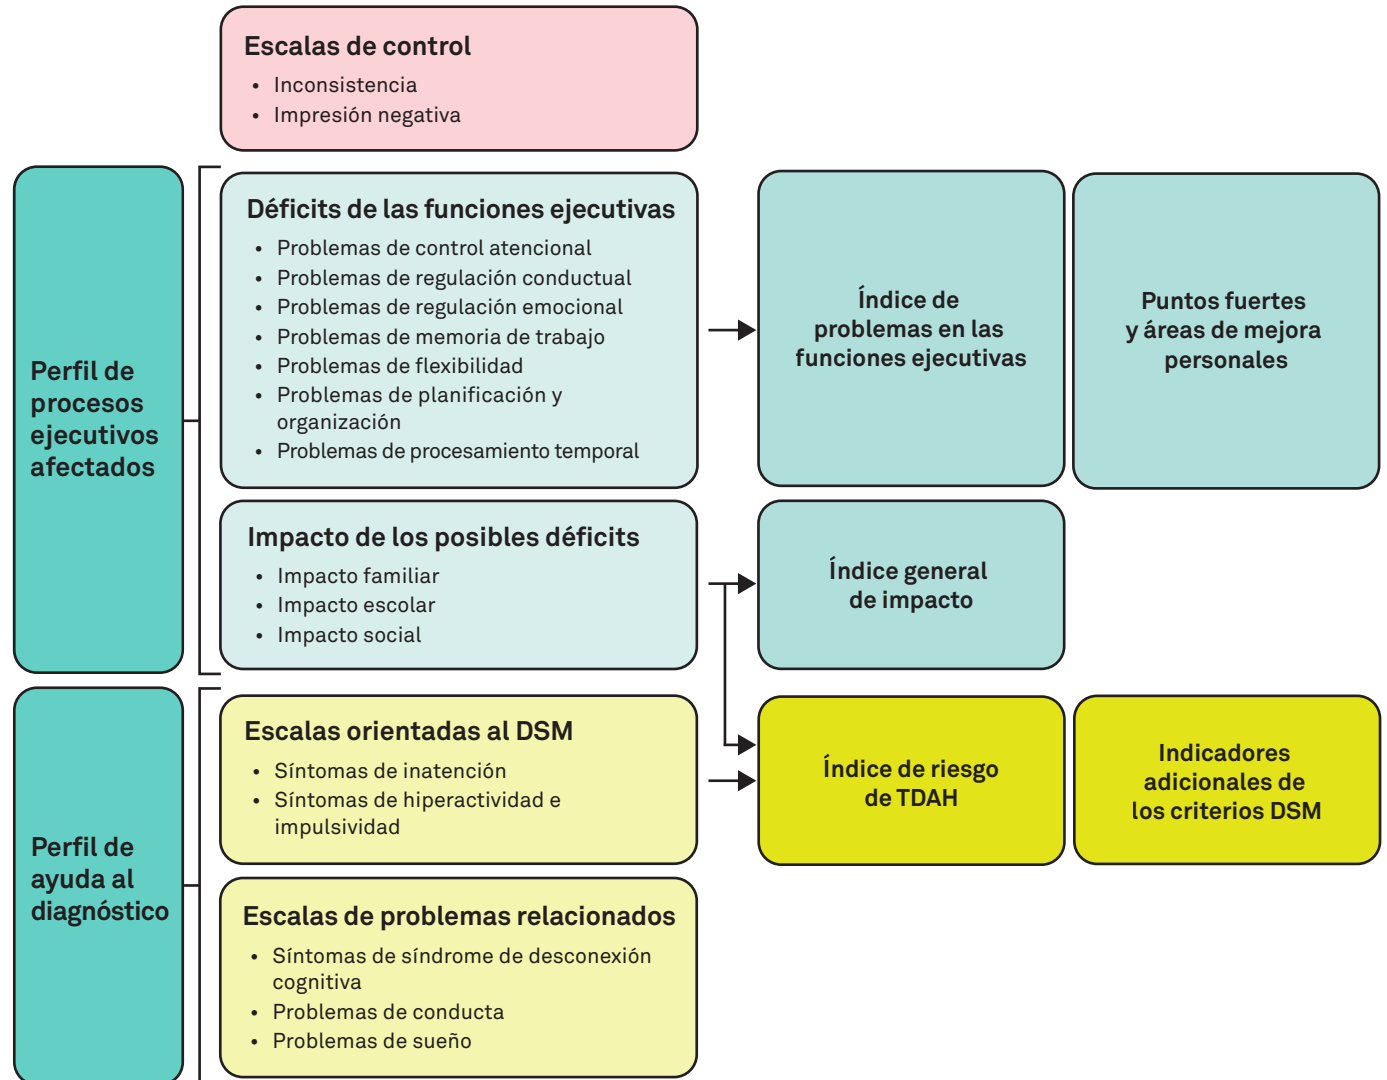 Escalas de control
• Inconsistencia
• Impresión negativa
Perfil de
procesos
ejecutivos
afectados
Déficits de las funciones ejecutivas
• Problemas de control atencional
• Problemas de regulación conductual
• Problemas de regulación emocional
• Problemas de memoria de trabajo
• Problemas de flexibilidad
• Problemas de planificación y
organización
• Problemas de procesamiento temporal
Índice de
problemas en las
funciones ejecutivas
Puntos fuertes
y áreas de mejora
personales
Impacto de los posibles déficits
• Impacto familiar
• Impacto escolar
• Impacto social
Índice general
de impacto
Perfil de
ayuda al
diagnóstico
Escalas orientadas al DSM
• Síntomas de inatención
• Síntomas de hiperactividad e
impulsividad
Índice de riesgo
de TDAH
Indicadores
adicionales de
los criterios DSM
Escalas de problemas relacionados
• Síntomas de síndrome de desconexión
cognitiva
• Problemas de conducta
• Problemas de sueño